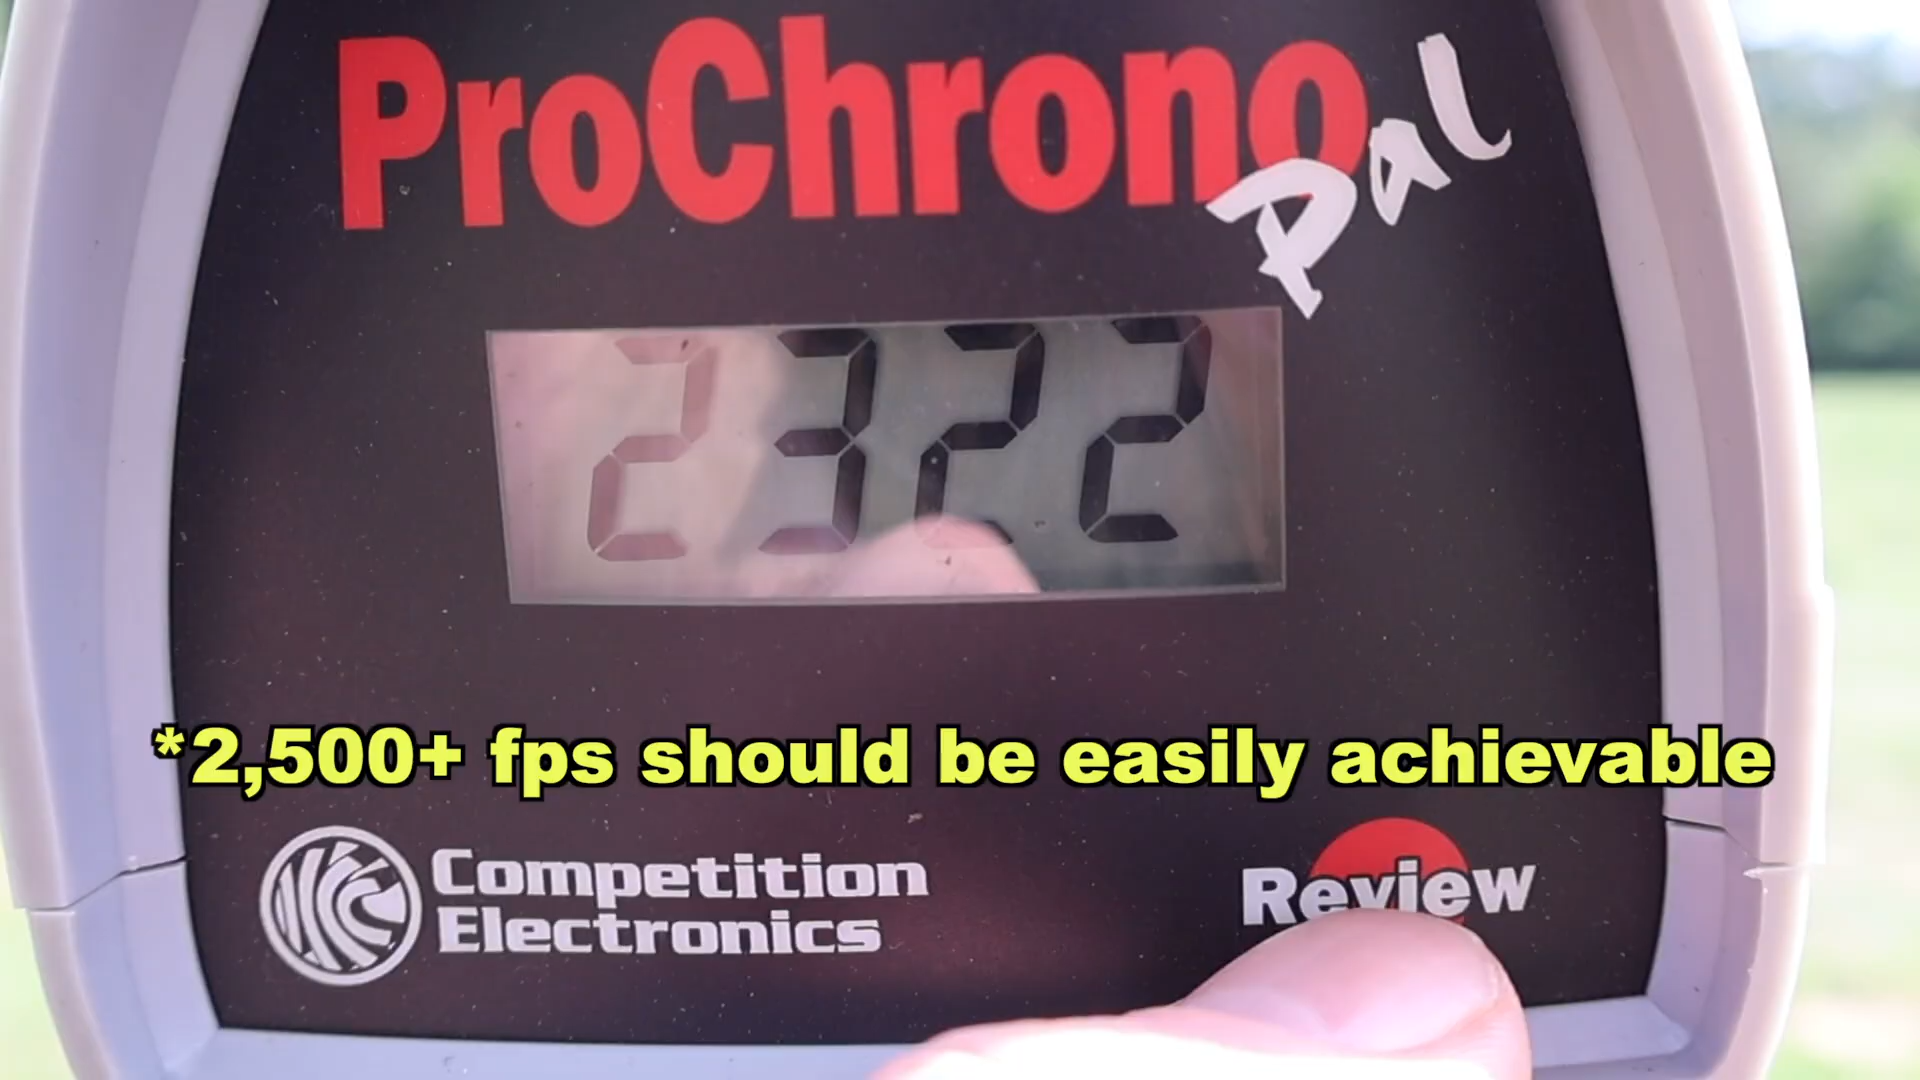 ProChrono
Pal
2322
*2,500+ fps should be easily achievable
Competition
Electronics
Review